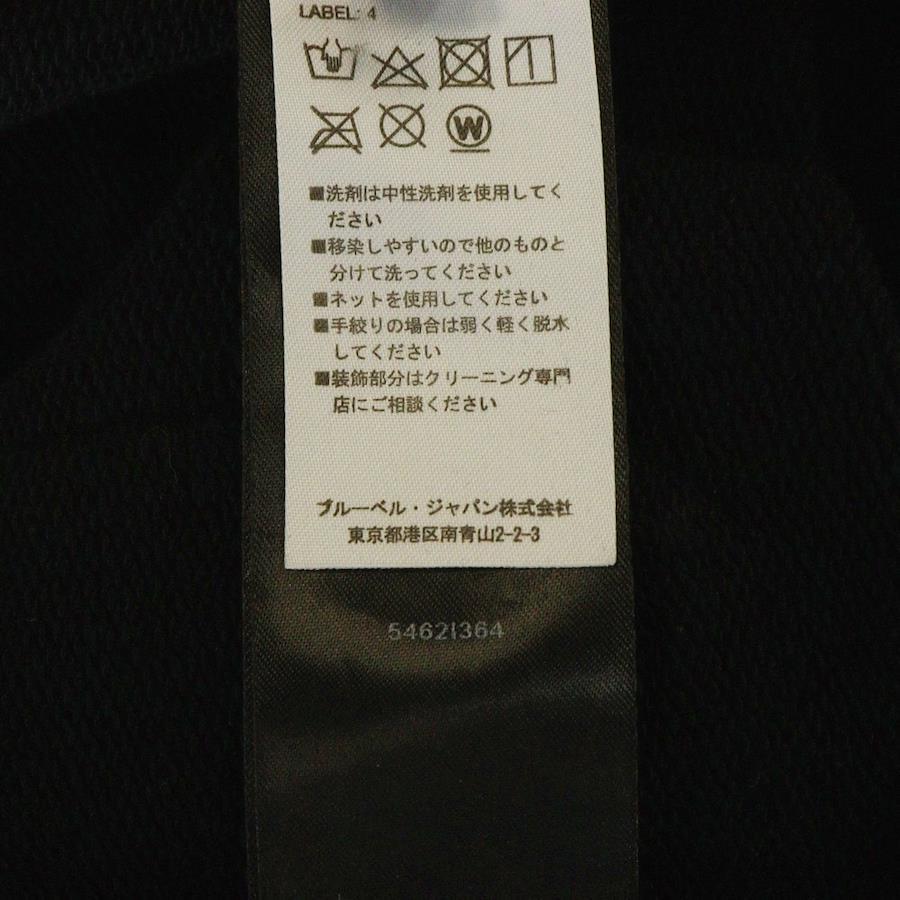 LABEL: 4
W
■洗剤は中性洗剤を使用してく
ださい
■移染しやすいので他のものと
分けて洗ってください
■ネットを使用してください
■手絞りの場合は弱く軽く脱水
してください
■装飾部分はクリーニング専門
店にご相談ください
ブルーベル・ジャパン株式会社
東京都港区南青山2-2-3
54621364